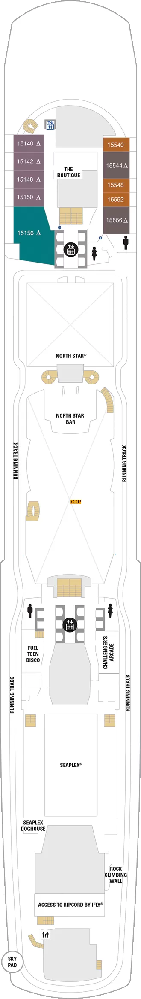 15140 Δ
15142 Δ
15148 Δ
15150 Δ
15156 Δ
THE
BOUTIQUE
15540
15544 Δ
15548
15552
15556 Δ
NORTH STAR®
NORTH STAR
BAR
RUNNING TRACK
RUNNING TRACK
CDP
FUEL
TEEN
DISCO
CHALLENGER'S
ARCADE
RUNNING TRACK
RUNNING TRACK
SEAPLEX®
SEAPLEX
DOGHOUSE
ROCK
CLIMBING
WALL
ACCESS TO RIPCORD BY IFLY®
SKY
PAD